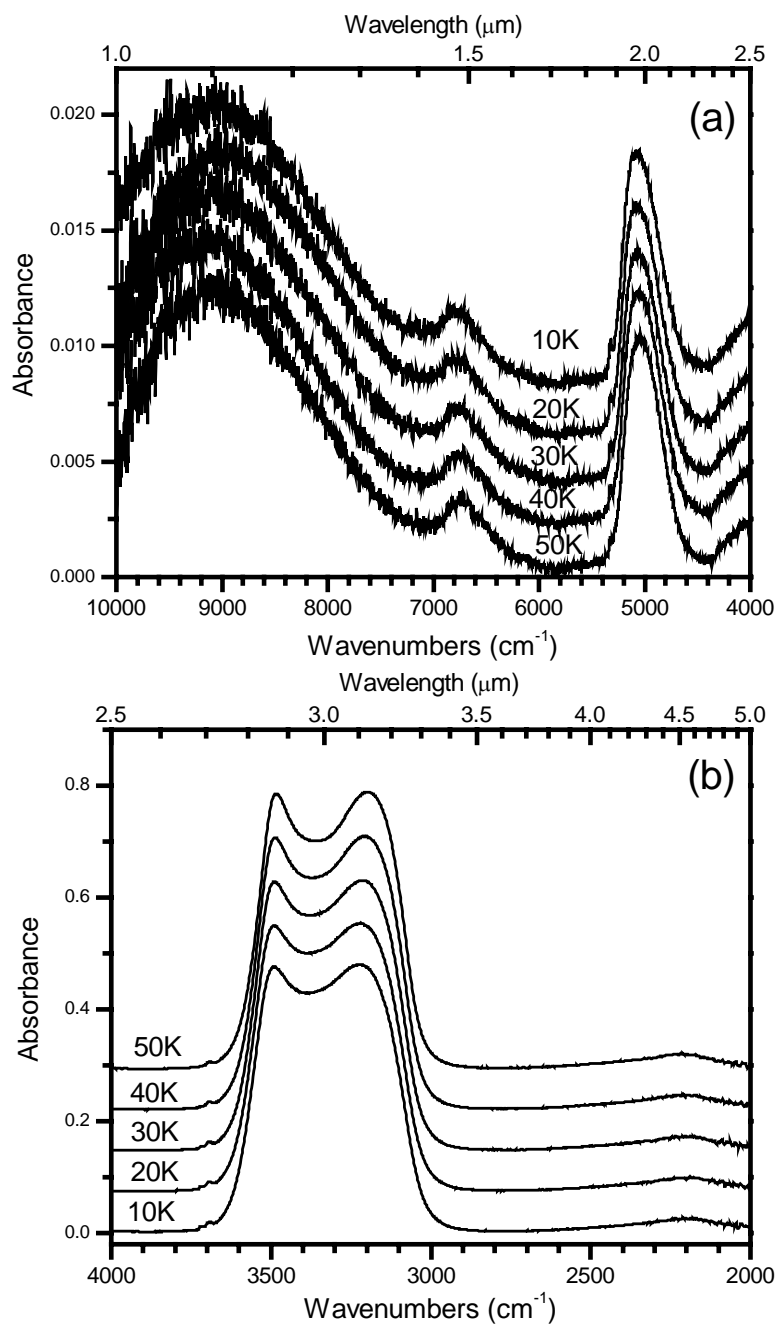 Wavelength (μm)
1.0 1.5 2.0 2.5
(a)
0.020
0.015
0.010
0.005
0.000
Absorbance
10K
20K
30K
40K
50K
10000 9000 8000 7000 6000 5000 4000
Wavenumbers (cm⁻¹)
Wavelength (μm)
2.5 3.0 3.5 4.0 4.5 5.0
(b)
0.8
0.6
0.4
0.2
0.0
Absorbance
50K
40K
30K
20K
10K
4000 3500 3000 2500 2000
Wavenumbers (cm⁻¹)